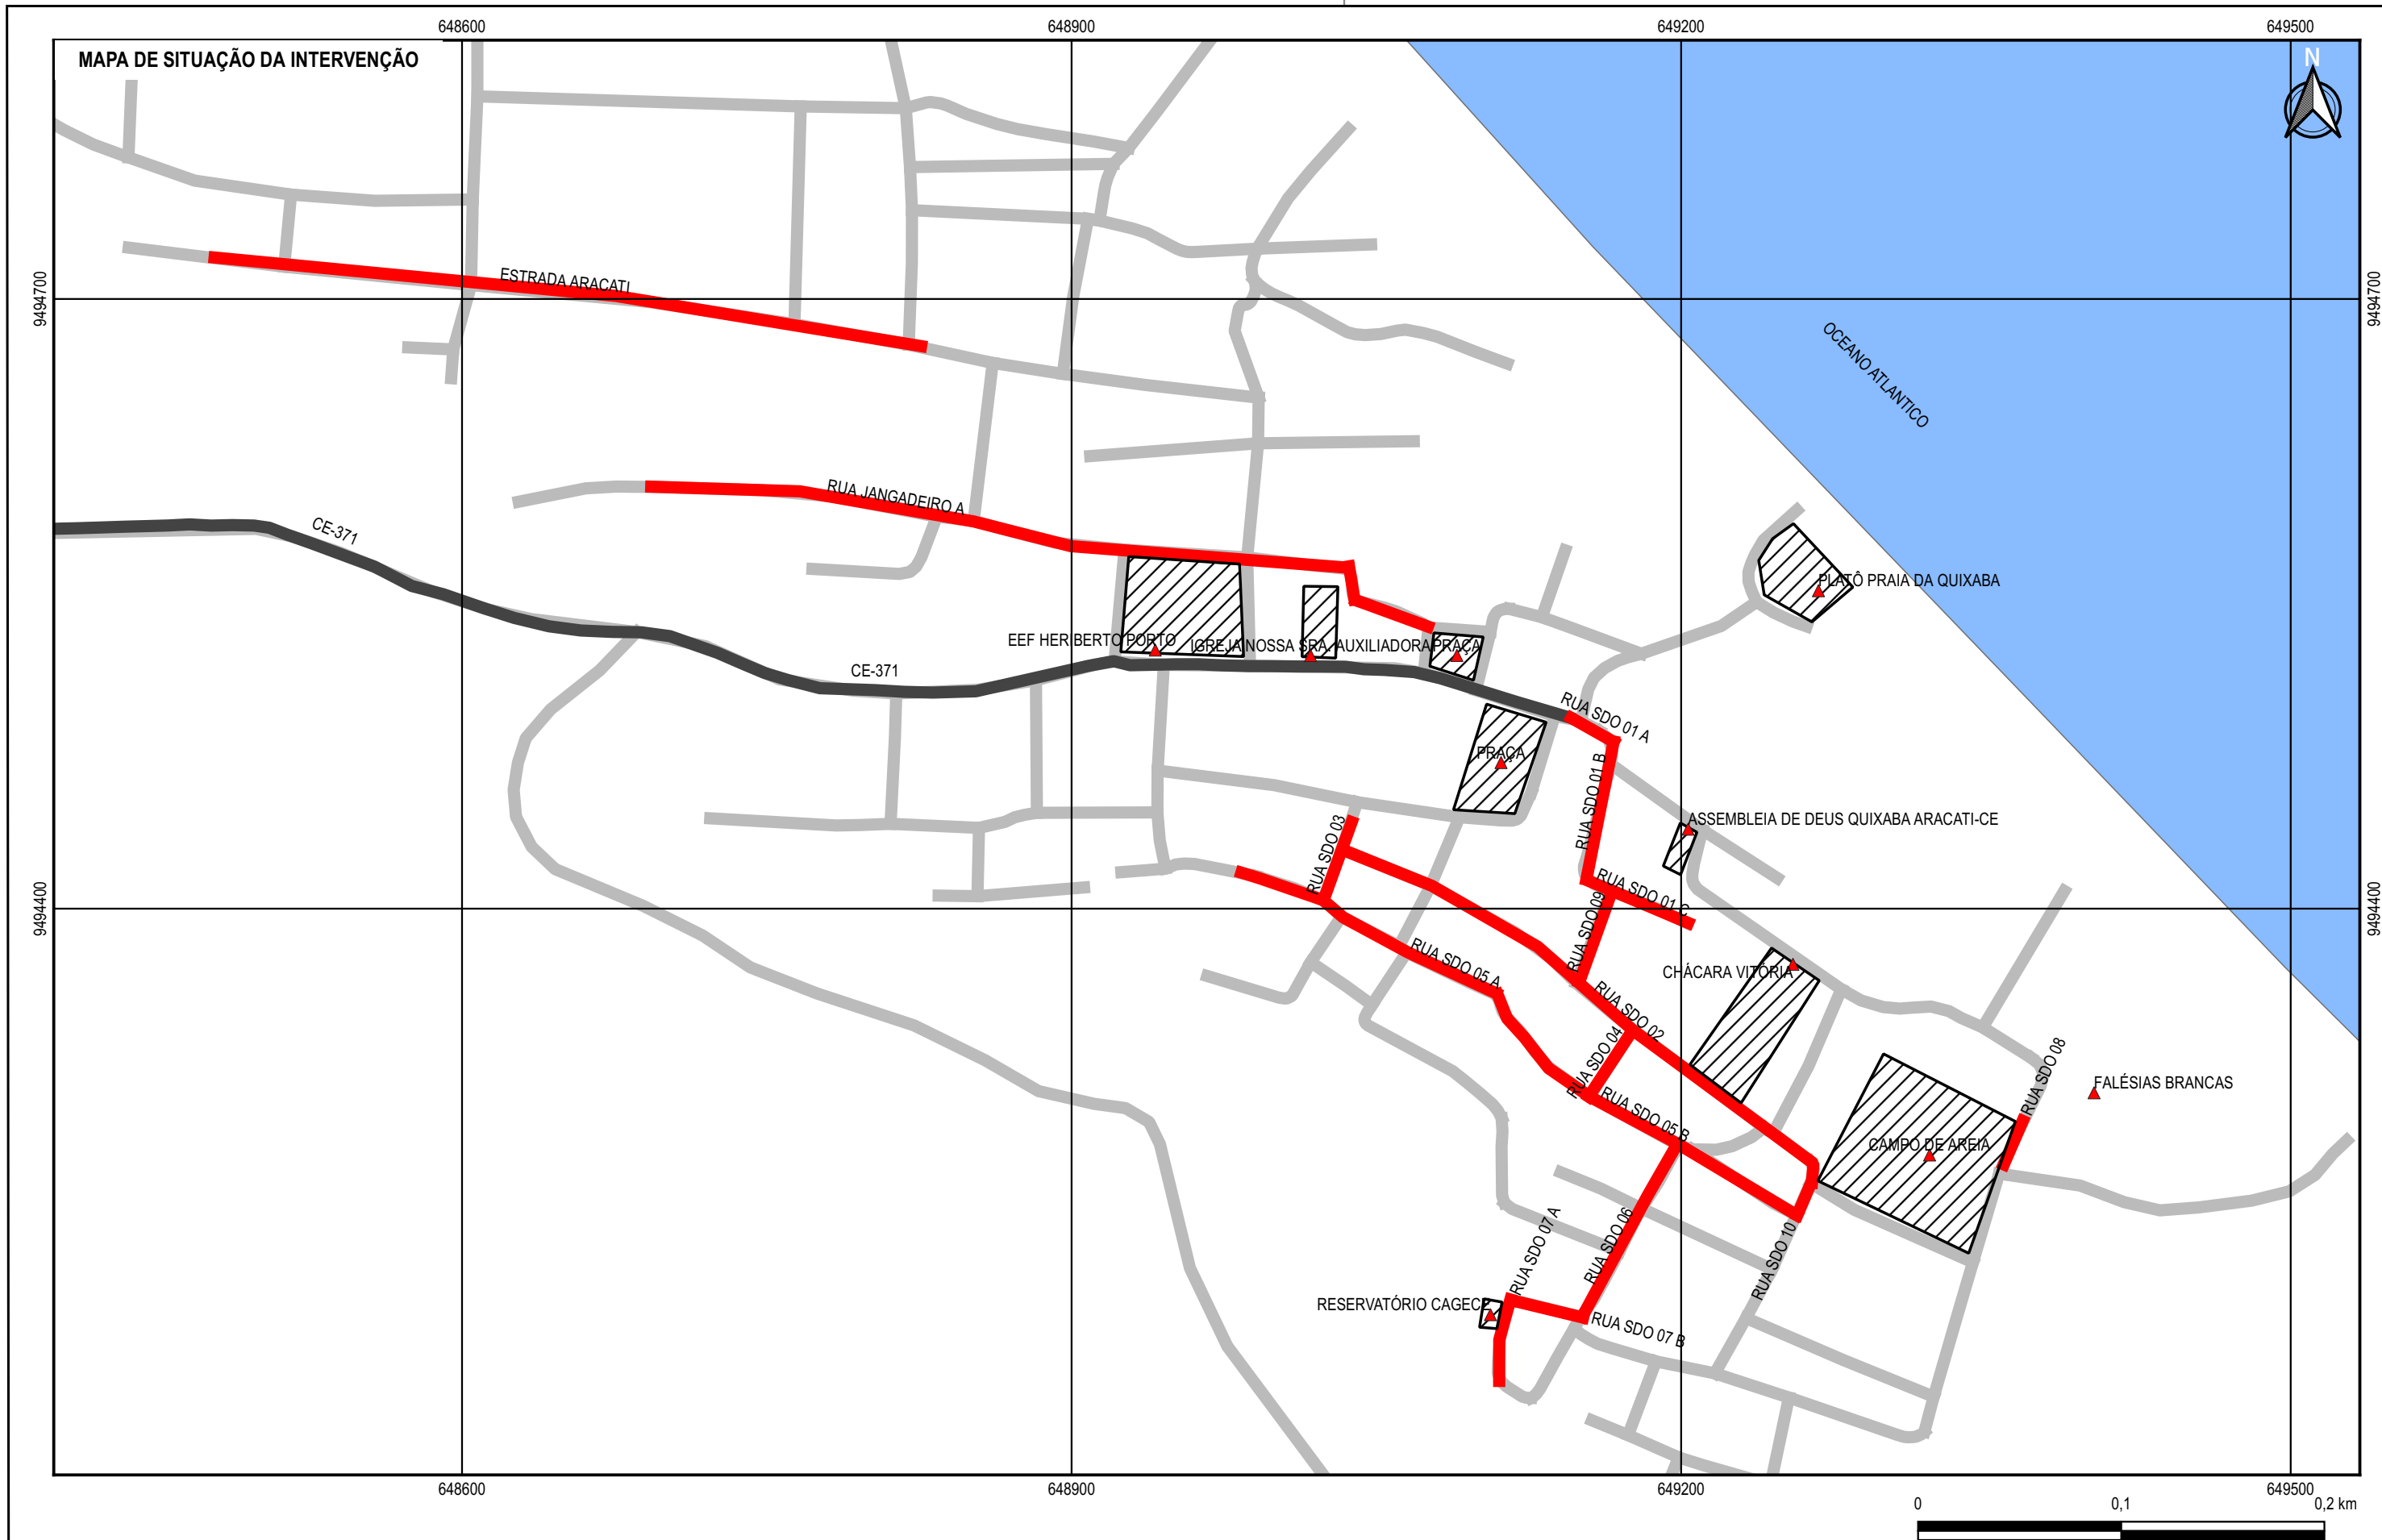 648600
648900
649200
649500
MAPA DE SITUAÇÃO DA INTERVENÇÃO
N
9494700
ESTRADA ARACATI
9494700
OCEANO ATLANTICO
RUA JANGADEIRO A
CE-371
PLATÔ PRAIA DA QUIXABA
EEF HERIBERTO PORTO
IGREJA NOSSA SRA. AUXILIADORA
PRAÇA
CE-371
RUA SDO 01 A
PRAÇA
RUA SDO 01 B
ASSEMBLEIA DE DEUS QUIXABA ARACATI-CE
RUA SDO 03
RUA SDO 01 C
9494400
9494400
RUA SDO 09
RUA SDO 05 A
CHÁCARA VITÓRIA
RUA SDO 02
RUA SDO 04
RUA SDO 08
FALÉSIAS BRANCAS
RUA SDO 05 B
CAMPO DE AREIA
RUA SDO 07 A
RUA SDO 06
RUA SDO 10
RESERVATÓRIO CAGECE
RUA SDO 07 B
648600
648900
649200
649500
0
0,1
0,2 km